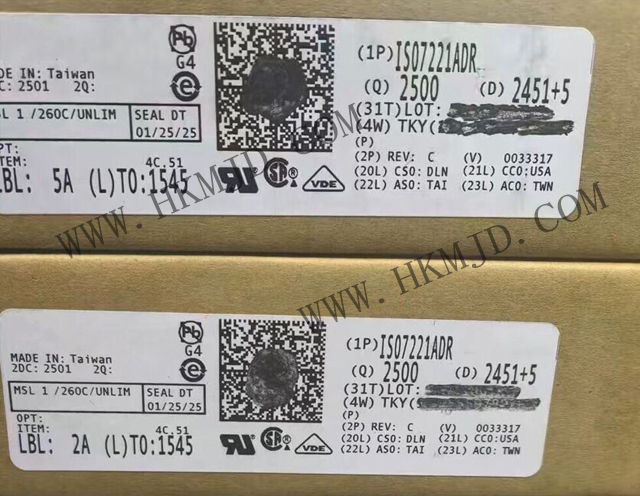 Pb
G4
e
DE IN: Taiwan
C: 2501 2Q:
SL 1 /260C/UNLIM
SEAL DT
01/25/25
OPT:
ITEM:
4C.51
LBL: 5A (L)TO:1545
(1P)ISO7221ADR
(Q) 2500 (D) 2451+5
(31T)LOT:
(4W) TKY(
(P)
(2P) REV: C (V) 0033317
(20L) CSO: DLN (21L) CCO:USA
(22L) ASO: TAI (23L) ACO: TWN
VDE
WWW.HKMJD.COM
Pb
G4
e
MADE IN: Taiwan
2DC: 2501 2Q:
MSL 1 /260C/UNLIM
SEAL DT
01/25/25
OPT:
ITEM:
4C.51
LBL: 2A (L)TO:1545
(1P)ISO7221ADR
(Q) 2500 (D) 2451+5
(31T)LOT:
(4W) TKY(
(P)
(2P) REV: C (V) 0033317
(20L) CSO: DLN (21L) CCO:USA
(22L) ASO: TAI (23L) ACO: TWN
VDE
WWW.HKMJD.COM